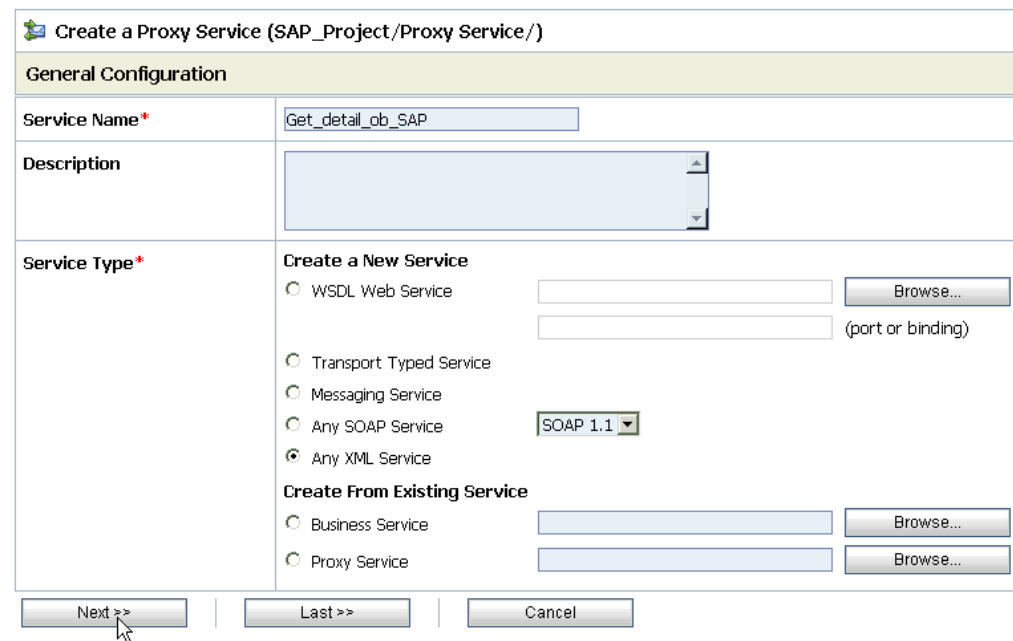 Create a Proxy Service (SAP_Project/Proxy Service/)
General Configuration
Service Name*
Get_detail_ob_SAP
Description
Service Type*
Create a New Service
WSDL Web Service
Browse...
(port or binding)
Transport Typed Service
Messaging Service
Any SOAP Service
SOAP 1.1
Any XML Service
Create From Existing Service
Business Service
Browse...
Proxy Service
Browse...
Next >> Last >> Cancel